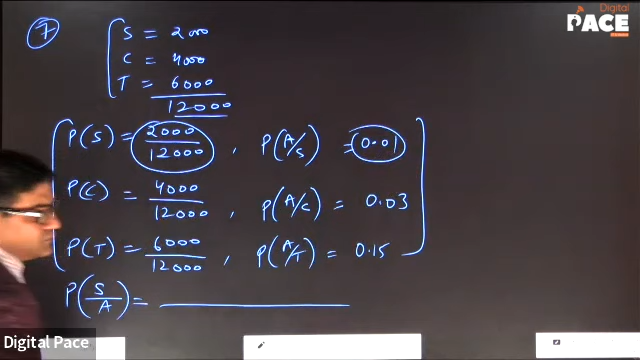 Digital
PACE
7
S = 2000
C = 4000
T = 6000
12000
P(S) = 2000/12000 , P(A/S) = 0.01
P(C) = 4000/12000 , P(A/C) = 0.03
P(T) = 6000/12000 , P(A/T) = 0.15
P(S/A) =
Digital Pace